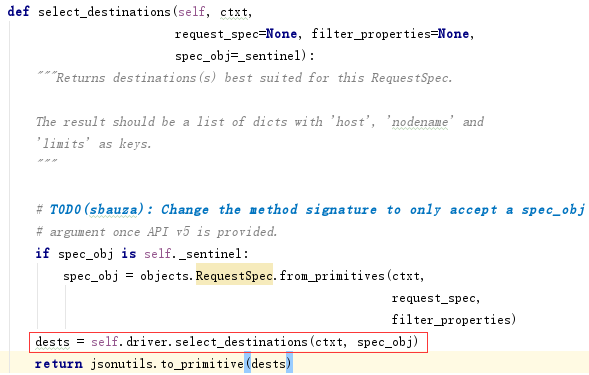 def select_destinations(self, ctxt,
request_spec=None, filter_properties=None,
spec_obj=_sentinel):
"""Returns destinations(s) best suited for this RequestSpec.
The result should be a list of dicts with 'host', 'nodename' and
'limits' as keys.
"""
# TODO(sbauza): Change the method signature to only accept a spec_obj
# argument once API v5 is provided.
if spec_obj is self._sentinel:
spec_obj = objects.RequestSpec.from_primitives(ctxt,
request_spec,
filter_properties)
dests = self.driver.select_destinations(ctxt, spec_obj)
return jsonutils.to_primitive(dests)